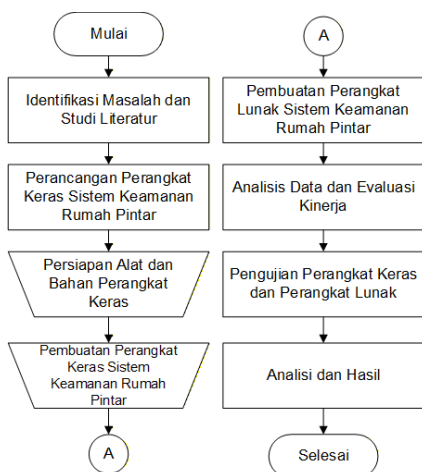 Mulai
Identifikasi Masalah dan
Studi Literatur
Perancangan Perangkat
Keras Sistem Keamanan
Rumah Pintar
Persiapan Alat dan
Bahan Perangkat
Keras
Pembuatan Perangkat
Keras Sistem
Keamanan Rumah
Pintar
A
A
Pembuatan Perangkat
Lunak Sistem Keamanan
Rumah Pintar
Analisis Data dan Evaluasi
Kinerja
Pengujian Perangkat Keras
dan Perangkat Lunak
Analisi dan Hasil
Selesai